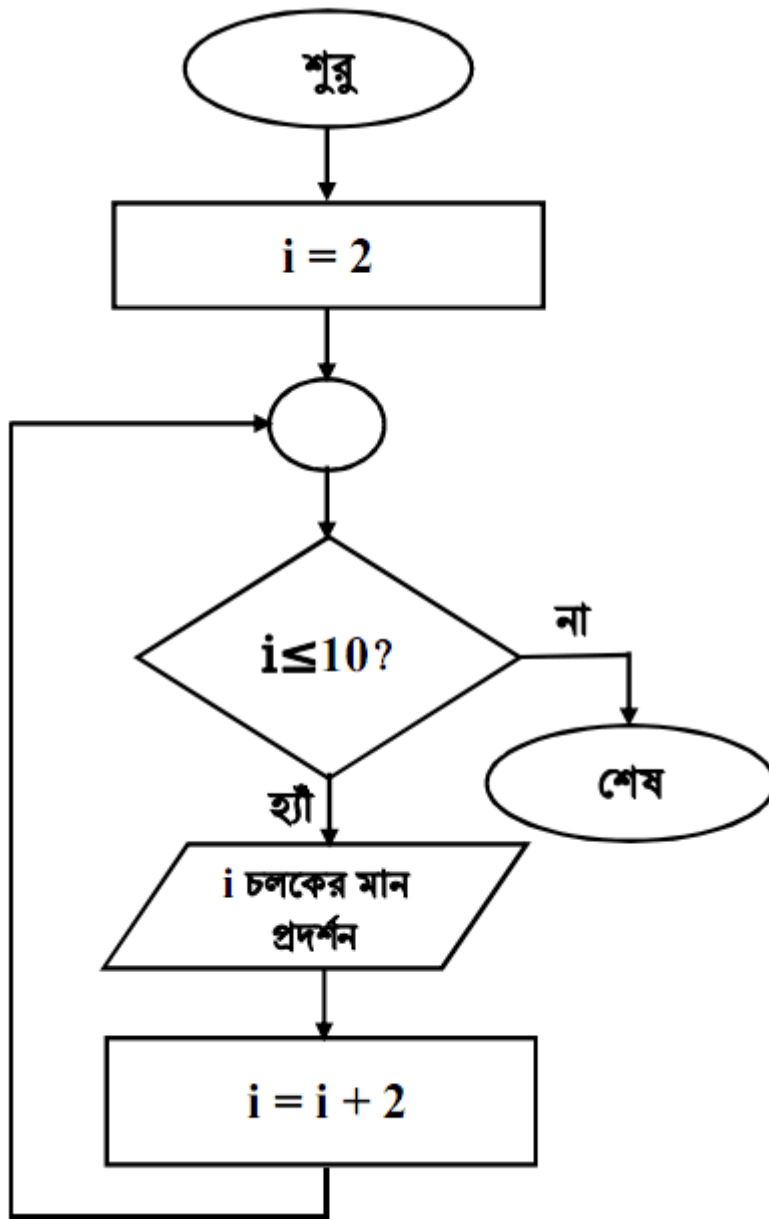 শুরু
i = 2
i≤10?
না
শেষ
হ্যাঁ
i চলকের মান
প্রদর্শন
i = i + 2